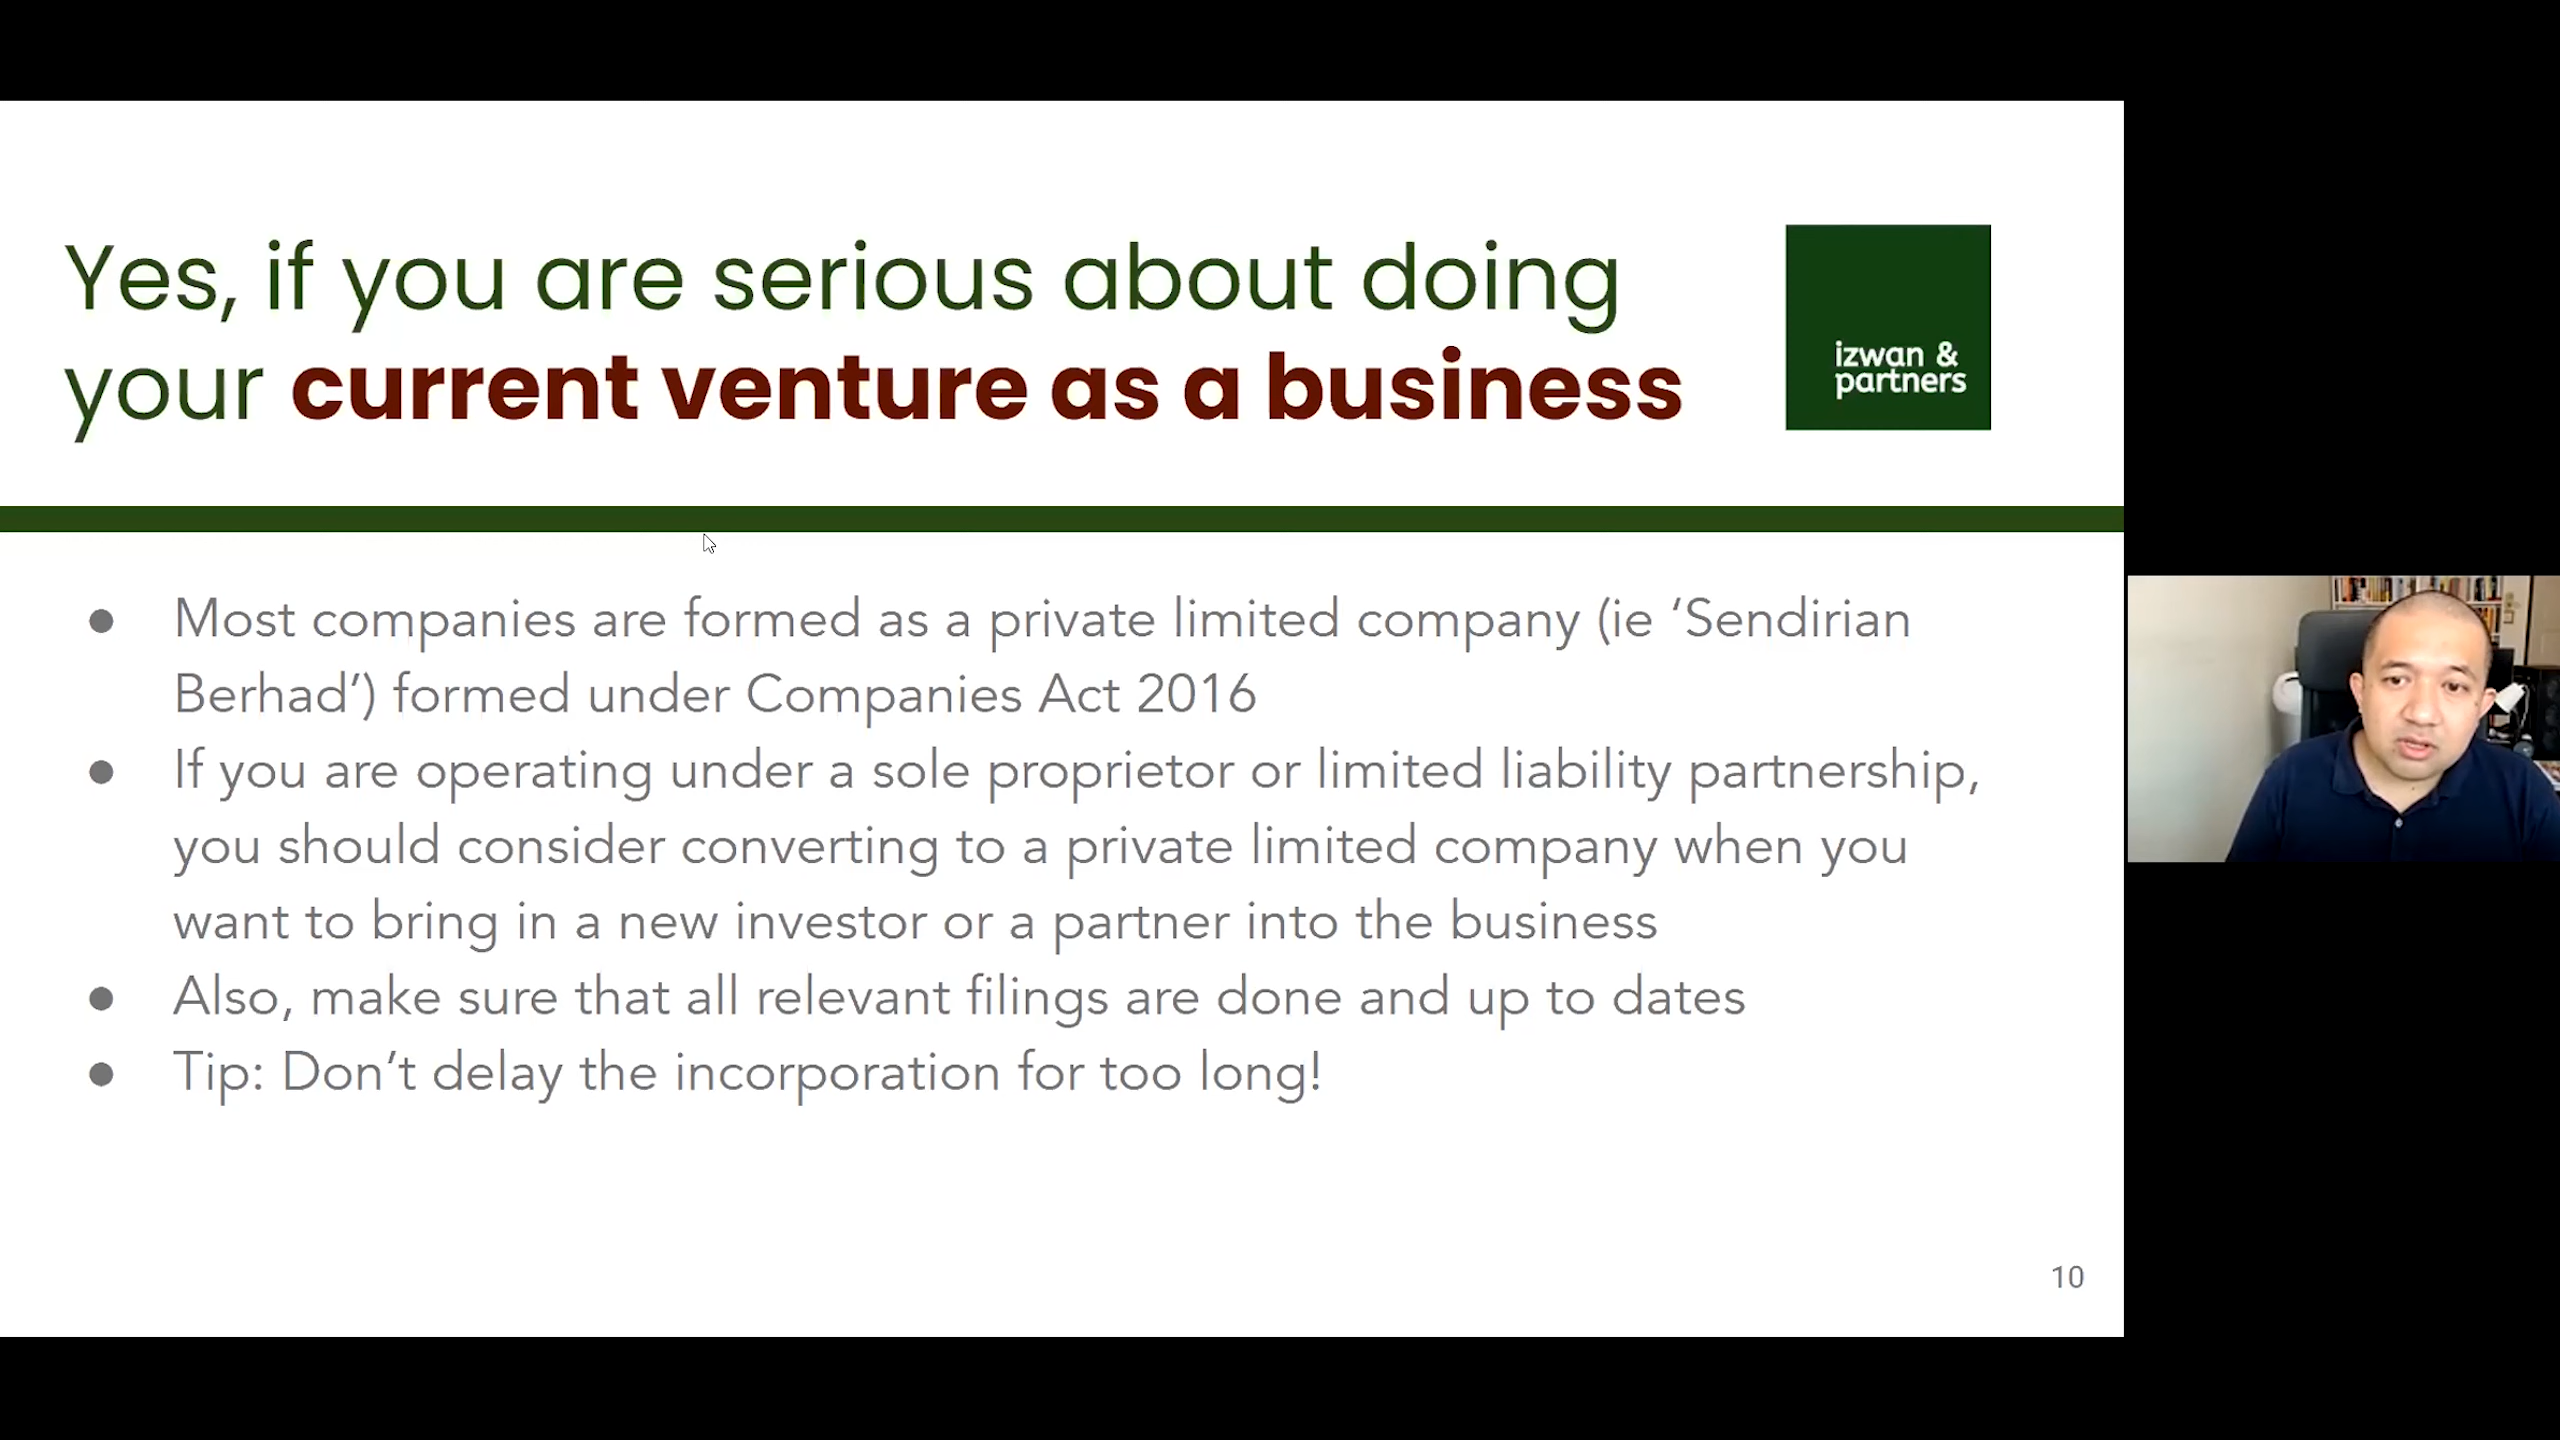 Yes, if you are serious about doing
your current venture as a business
izwan &
partners
● Most companies are formed as a private limited company (ie ‘Sendirian
Berhad’) formed under Companies Act 2016
● If you are operating under a sole proprietor or limited liability partnership,
you should consider converting to a private limited company when you
want to bring in a new investor or a partner into the business
● Also, make sure that all relevant filings are done and up to dates
● Tip: Don’t delay the incorporation for too long!
10